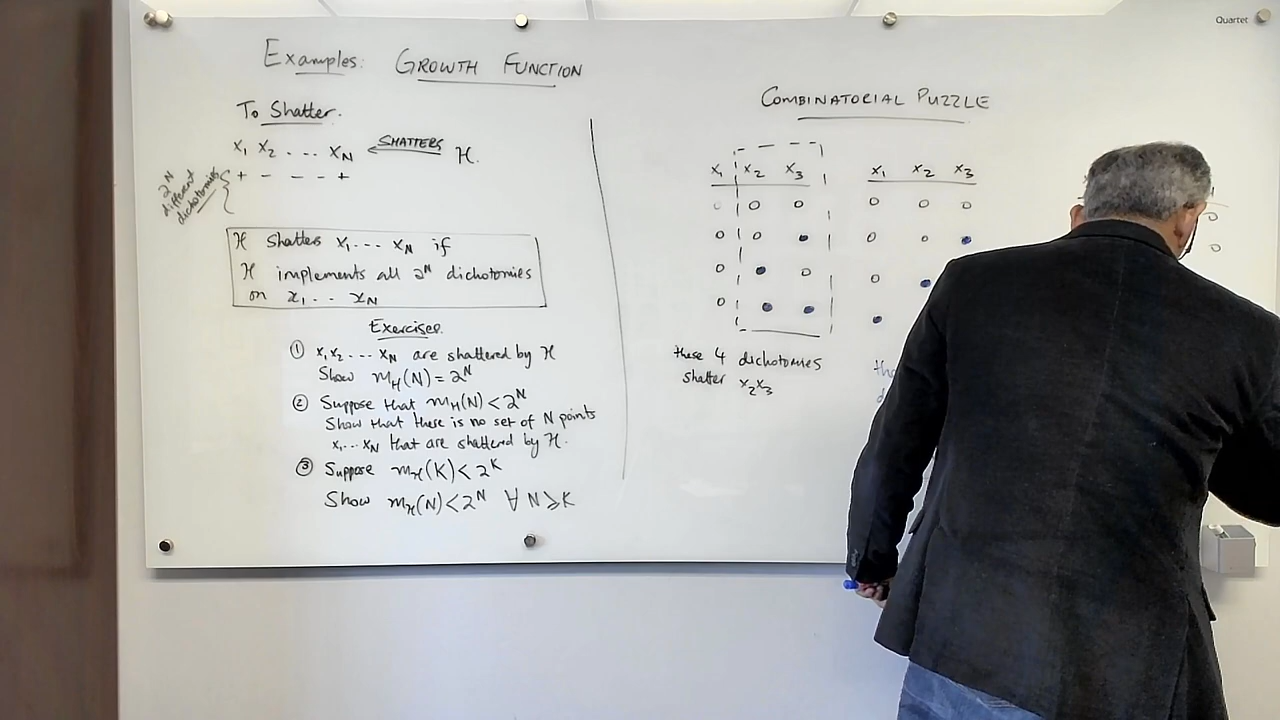 Quartet
Examples: GROWTH FUNCTION
To Shatter.
x₁ x₂ ... x_N ← SHATTERS H.
+ - - - +
2^N different dichotomies
H shatters x₁ ... x_N if
H implements all 2^N dichotomies
on x₁ .. x_N
Exercises.
① x₁ x₂ ... x_N are shattered by H
Show m_H(N) = 2^N
② Suppose that m_H(N) < 2^N
Show that there is no set of N points
x₁ ... x_N that are shattered by H.
③ Suppose m_H(K) < 2^K
Show m_H(N) < 2^N ∀ N ⩾ K
COMBINATORIAL PUZZLE
x₁ x₂ x₃
○ ○ ○
○ ○ ●
○ ● ○
○ ● ●
these 4 dichotomies
shatter x₂x₃
x₁ x₂ x₃
○ ○ ○
○ ○ ●
○ ●
●